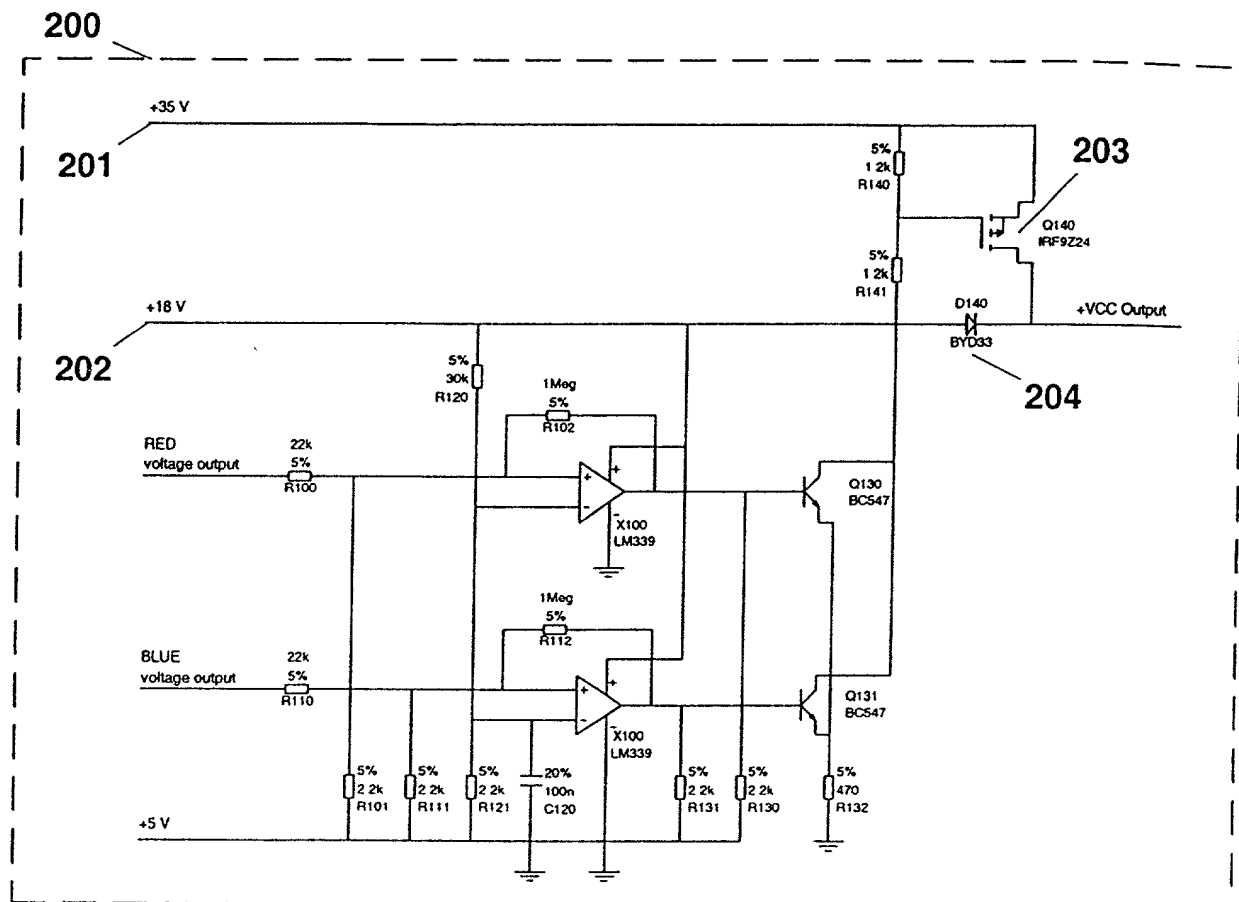 200
+35 V
201
5%
1 2k
R140
203
Q140
IRF9Z24
5%
1 2k
R141
+18 V
202
D140
BYD33
+VCC Output
204
5%
30k
R120
1Meg
5%
R102
RED
voltage output
22k
5%
R100
+
-
+
-
X100
LM339
Q130
BC547
1Meg
5%
R112
BLUE
voltage output
22k
5%
R110
+
-
+
-
X100
LM339
Q131
BC547
5%
2 2k
R101
5%
2 2k
R111
5%
2 2k
R121
20%
100n
C120
5%
2 2k
R131
5%
2 2k
R130
5%
470
R132
+5 V